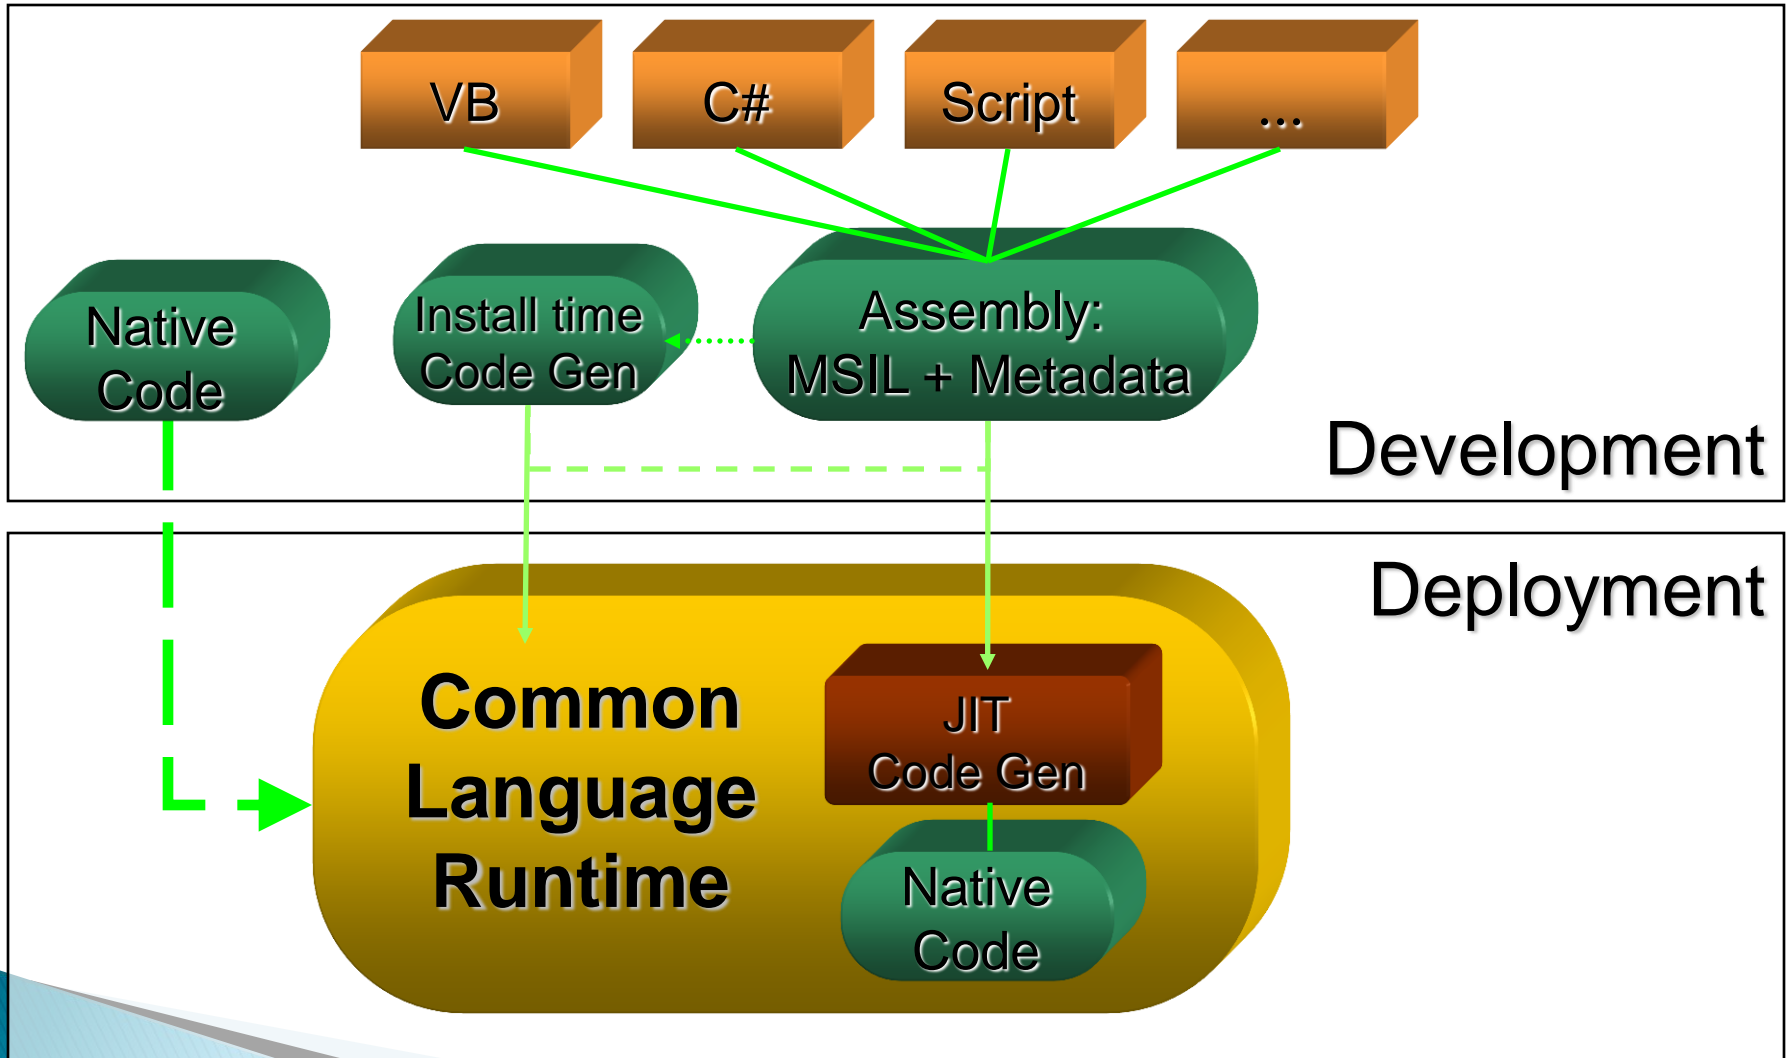 VB
C#
Script
...
Native
Code
Install time
Code Gen
Assembly:
MSIL + Metadata
Development
Deployment
Common
Language
Runtime
JIT
Code Gen
Native
Code